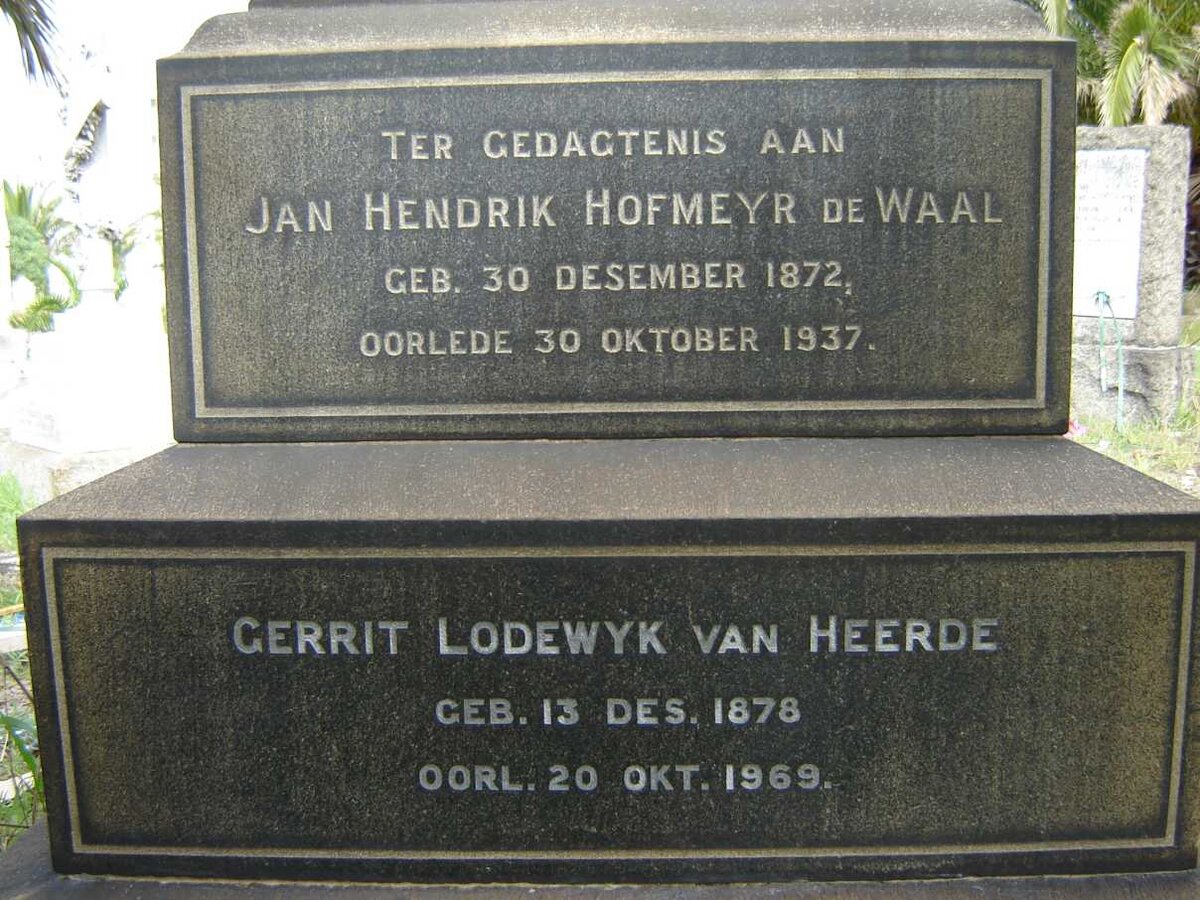 TER GEDAGTENIS AAN
JAN HENDRIK HOFMEYR DE WAAL
GEB. 30 DESEMBER 1872,
OORLEDE 30 OKTOBER 1937.
GERRIT LODEWYK VAN HEERDE
GEB. 13 DES. 1878
OORL. 20 OKT. 1969.